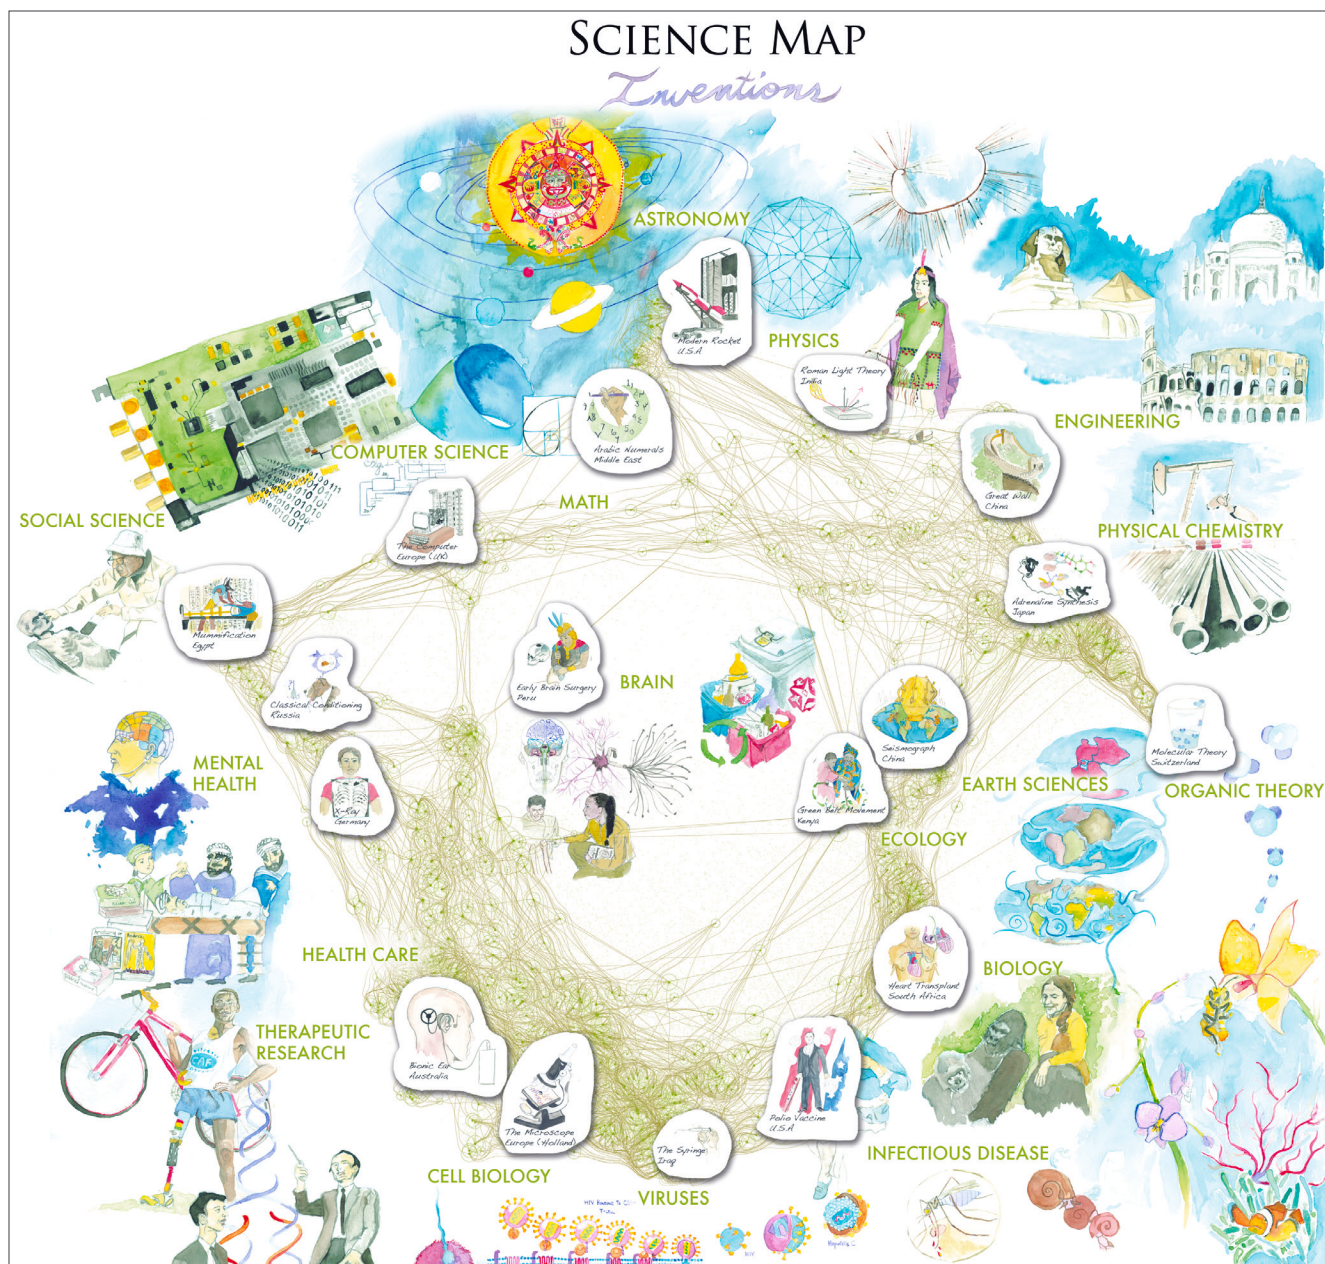 SCIENCE MAP
Inventions
ASTRONOMY
Modern Rocket
U.S.A
PHYSICS
Roman Light Theory
India
ENGINEERING
Great Wall
China
Arabic Numerals
Middle East
COMPUTER SCIENCE
MATH
The Computer
Europe (UK)
SOCIAL SCIENCE
PHYSICAL CHEMISTRY
Adrenaline Synthesis
Japan
Mummification
Egypt
Classical Conditioning
Russia
Early Brain Surgery
Peru
BRAIN
Seismograph
China
Molecular Theory
Switzerland
MENTAL
HEALTH
X-Ray
Germany
Green Belt Movement
Kenya
EARTH SCIENCES
ORGANIC THEORY
ECOLOGY
HEALTH CARE
BIOLOGY
Heart Transplant
South Africa
THERAPEUTIC
RESEARCH
CAF
Bionic Ear
Australia
The Microscope
Europe (Holland)
The Syringe
Iraq
Polio Vaccine
U.S.A
INFECTIOUS DISEASE
CELL BIOLOGY
VIRUSES
HIV
Hepatitis C